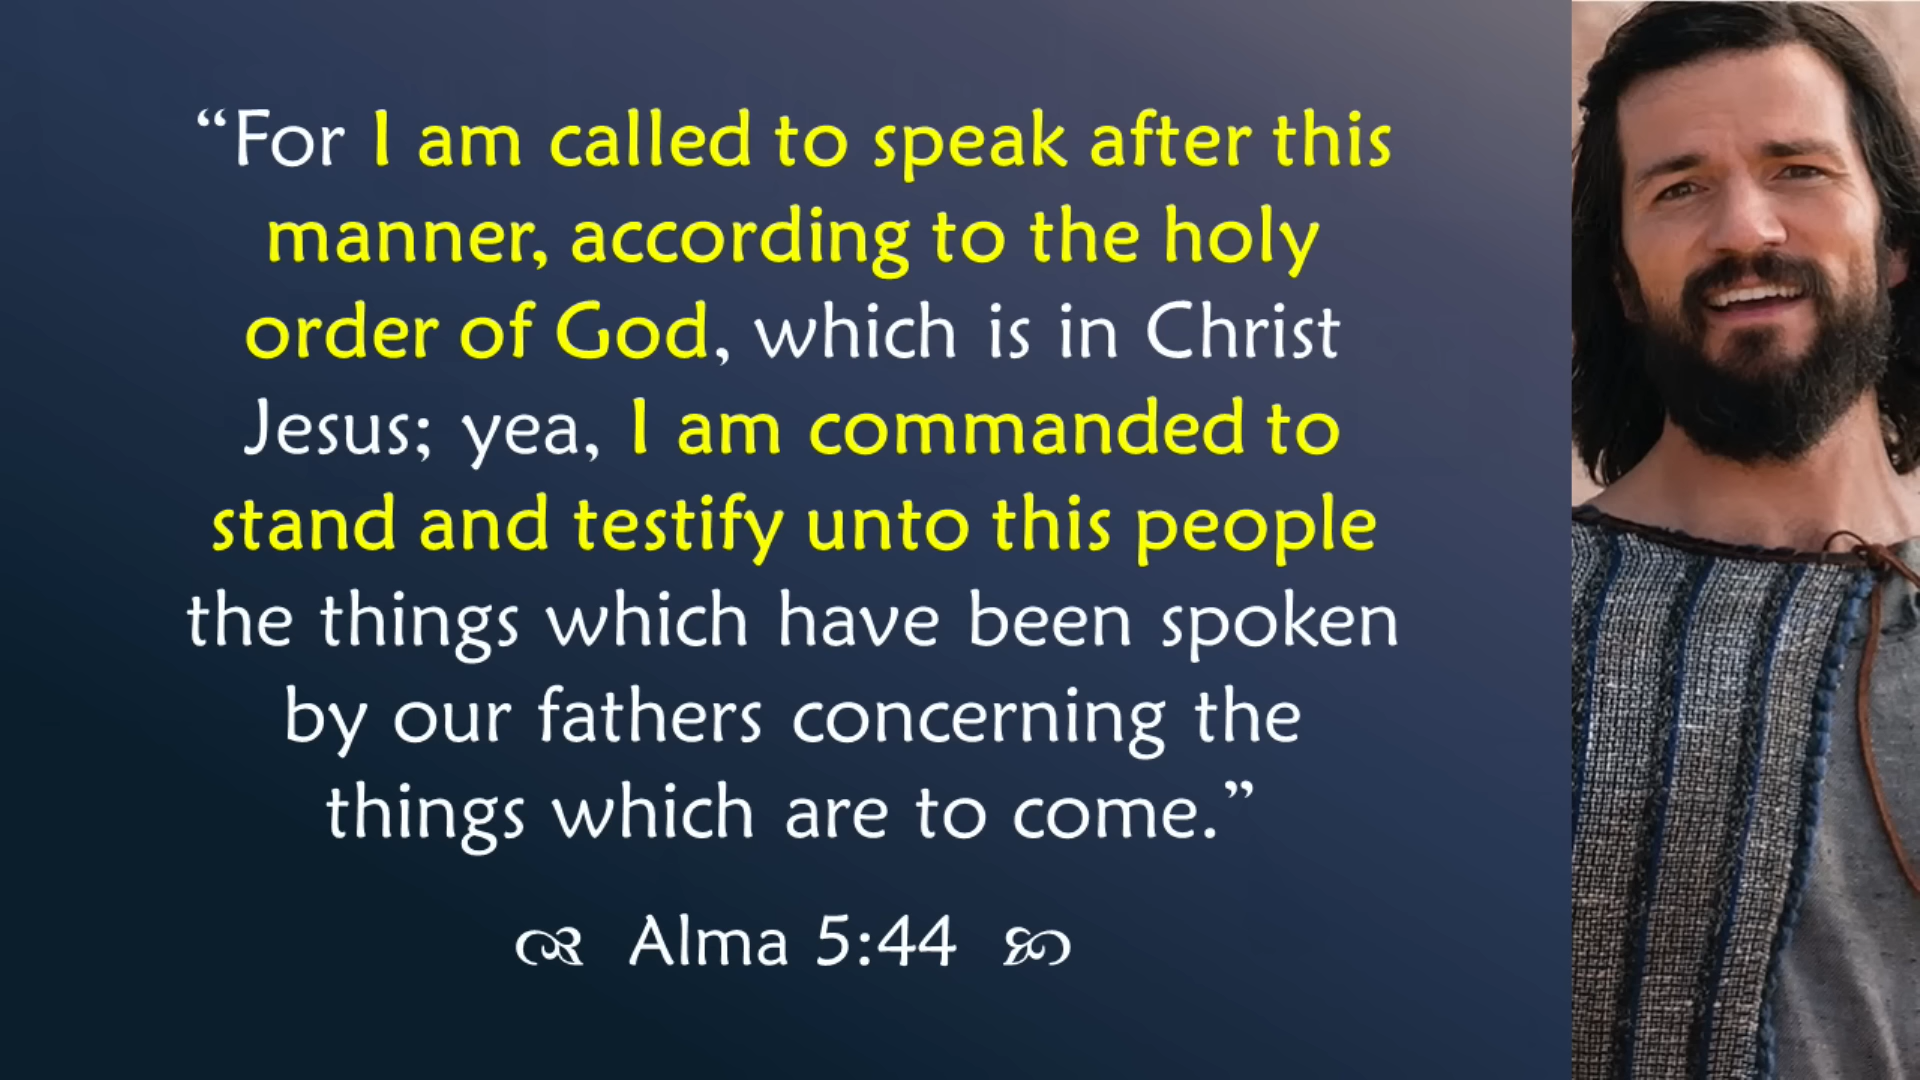 “For I am called to speak after this
manner, according to the holy
order of God, which is in Christ
Jesus; yea, I am commanded to
stand and testify unto this people
the things which have been spoken
by our fathers concerning the
things which are to come.”
Alma 5:44